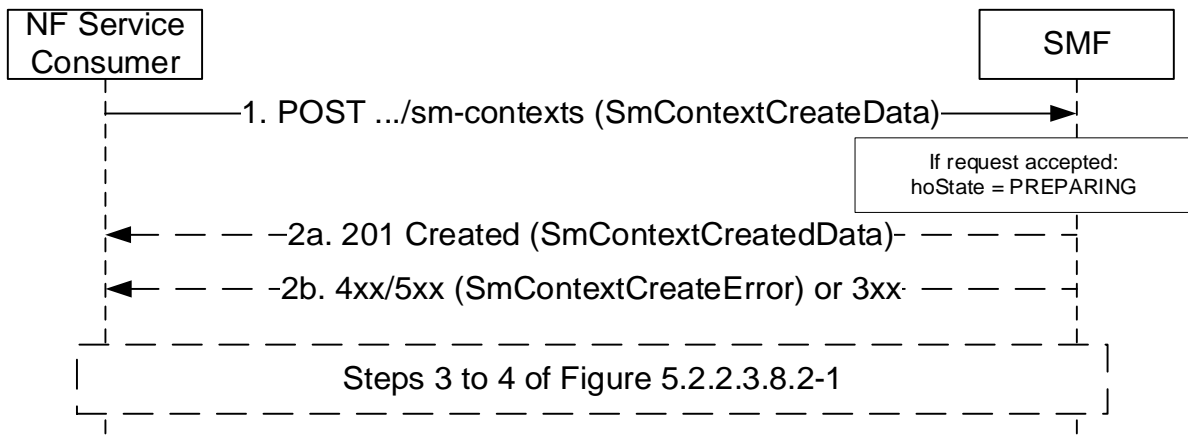 NF Service
Consumer
SMF
1. POST .../sm-contexts (SmContextCreateData)
If request accepted:
hoState = PREPARING
2a. 201 Created (SmContextCreatedData)
2b. 4xx/5xx (SmContextCreateError) or 3xx
Steps 3 to 4 of Figure 5.2.2.3.8.2-1